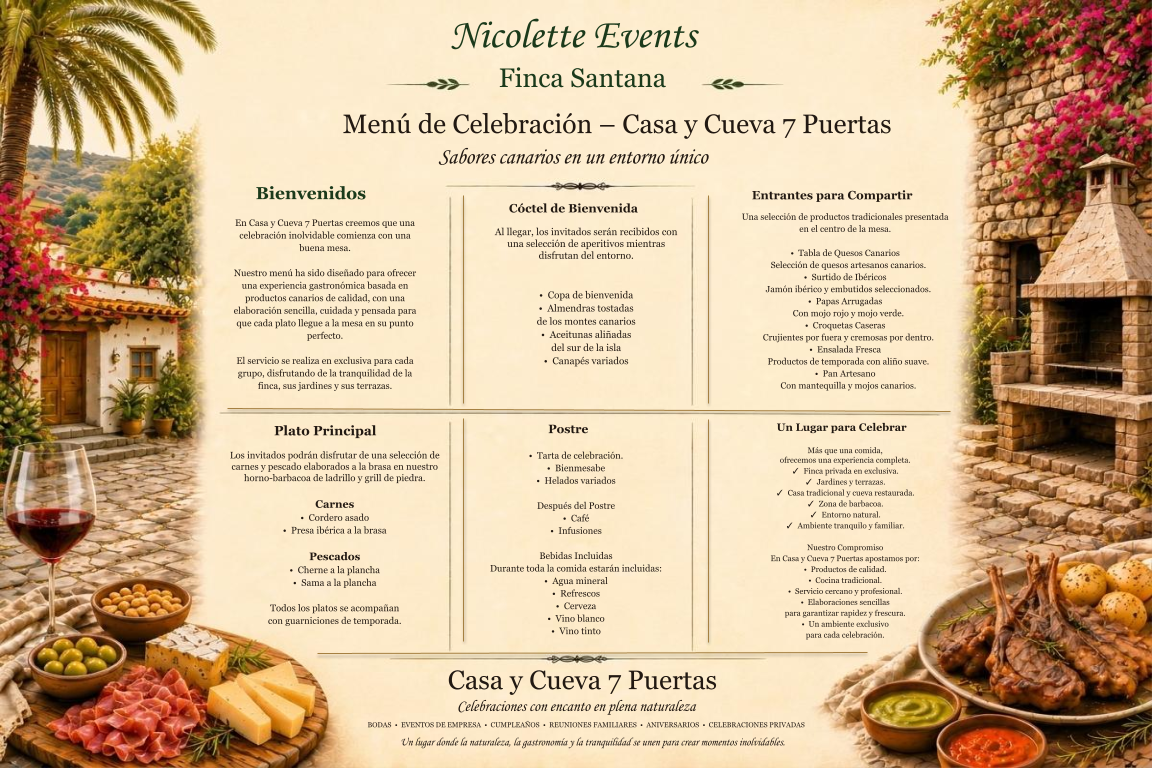 Nicolette Events
Finca Santana
Menú de Celebración – Casa y Cueva 7 Puertas
Sabores canarios en un entorno único
Bienvenidos
En Casa y Cueva 7 Puertas creemos que una
celebración inolvidable comienza con una
buena mesa.
Nuestro menú ha sido diseñado para ofrecer
una experiencia gastronómica basada en
productos canarios de calidad, con una
elaboración sencilla, cuidada y pensada para
que cada plato llegue a la mesa en su punto
perfecto.
El servicio se realiza en exclusiva para cada
grupo, disfrutando de la tranquilidad de la
finca, sus jardines y sus terrazas.
Cóctel de Bienvenida
Al llegar, los invitados serán recibidos con
una selección de aperitivos mientras
disfrutan del entorno.
• Copa de bienvenida
• Almendras tostadas
de los montes canarios
• Aceitunas aliñadas
del sur de la isla
• Canapés variados
Entrantes para Compartir
Una selección de productos tradicionales presentada
en el centro de la mesa.
• Tabla de Quesos Canarios
Selección de quesos artesanos canarios.
• Surtido de Ibéricos
Jamón ibérico y embutidos seleccionados.
• Papas Arrugadas
Con mojo rojo y mojo verde.
• Croquetas Caseras
Crujientes por fuera y cremosas por dentro.
• Ensalada Fresca
Productos de temporada con aliño suave.
• Pan Artesano
Con mantequilla y mojos canarios.
Plato Principal
Los invitados podrán disfrutar de una selección de
carnes y pescado elaborados a la brasa en nuestro
horno-barbacoa de ladrillo y grill de piedra.
Carnes
• Cordero asado
• Presa ibérica a la brasa
Pescados
• Cherne a la plancha
• Sama a la plancha
Todos los platos se acompañan
con guarniciones de temporada.
Postre
• Tarta de celebración.
• Bienmesabe
• Helados variados
Después del Postre
• Café
• Infusiones
Bebidas Incluidas
Durante toda la comida estarán incluidas:
• Agua mineral
• Refrescos
• Cerveza
• Vino blanco
• Vino tinto
Un Lugar para Celebrar
Más que una comida,
ofrecemos una experiencia completa.
✓ Finca privada en exclusiva.
✓ Jardines y terrazas.
✓ Casa tradicional y cueva restaurada.
✓ Zona de barbacoa.
✓ Entorno natural.
✓ Ambiente tranquilo y familiar.
Nuestro Compromiso
En Casa y Cueva 7 Puertas apostamos por:
• Productos de calidad.
• Cocina tradicional.
• Servicio cercano y profesional.
• Elaboraciones sencillas
para garantizar rapidez y frescura.
• Un ambiente exclusivo
para cada celebración.
Casa y Cueva 7 Puertas
Celebraciones con encanto en plena naturaleza
BODAS • EVENTOS DE EMPRESA • CUMPLEAÑOS • REUNIONES FAMILIARES • ANIVERSARIOS • CELEBRACIONES PRIVADAS
Un lugar donde la naturaleza, la gastronomía y la tranquilidad se unen para crear momentos inolvidables.